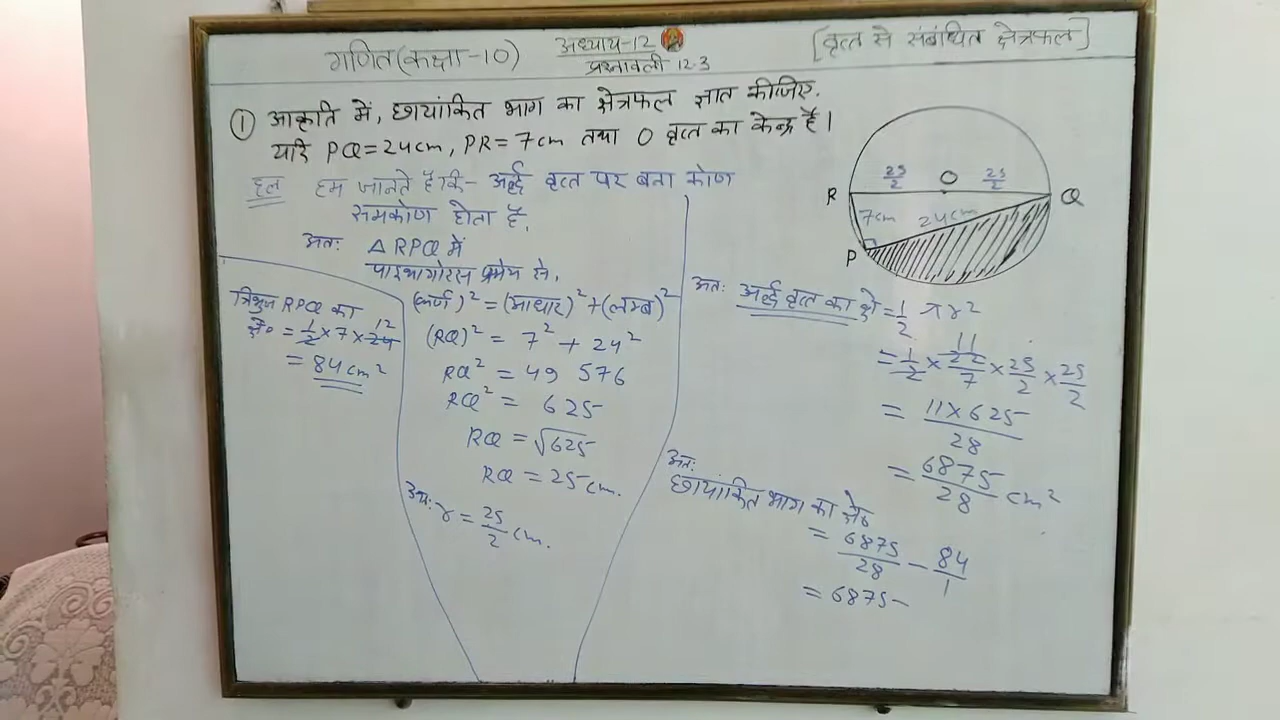 गणित(कक्षा-10)
अध्याय-12
प्रश्नावली 12.3
[वृत्त से संबंधित क्षेत्रफल]
① आकृति में, छायांकित भाग का क्षेत्रफल ज्ञात कीजिए.
यदि PQ=24cm, PR=7cm तथा O वृत्त का केन्द्र है।
हल हम जानते है कि- अर्द्ध वृत्त पर बना कोण
समकोण होता है.
अतः △RPQ में
पाइथागोरस प्रमेय से,
(कर्ण)² = (आधार)² + (लम्ब)²
(RQ)² = 7² + 24²
RQ² = 49 576
RQ² = 625
RQ = √625
RQ = 25 cm.
अतः r = 25/2 cm.
त्रिभुज RPQ का
क्षे० = 1/2 × 7 × 24 12
= 84 cm²
25/2 O 25/2
R Q
7cm 24cm
P
अतः अर्द्ध वृत्त का क्षे = 1/2 πr²
= 1/2 × 22/7 × 25/2 × 25/2
11
= 11×625/28
= 6875/28 cm²
अतः
छायांकित भाग का क्षे०
= 6875/28 - 84/1
= 6875-